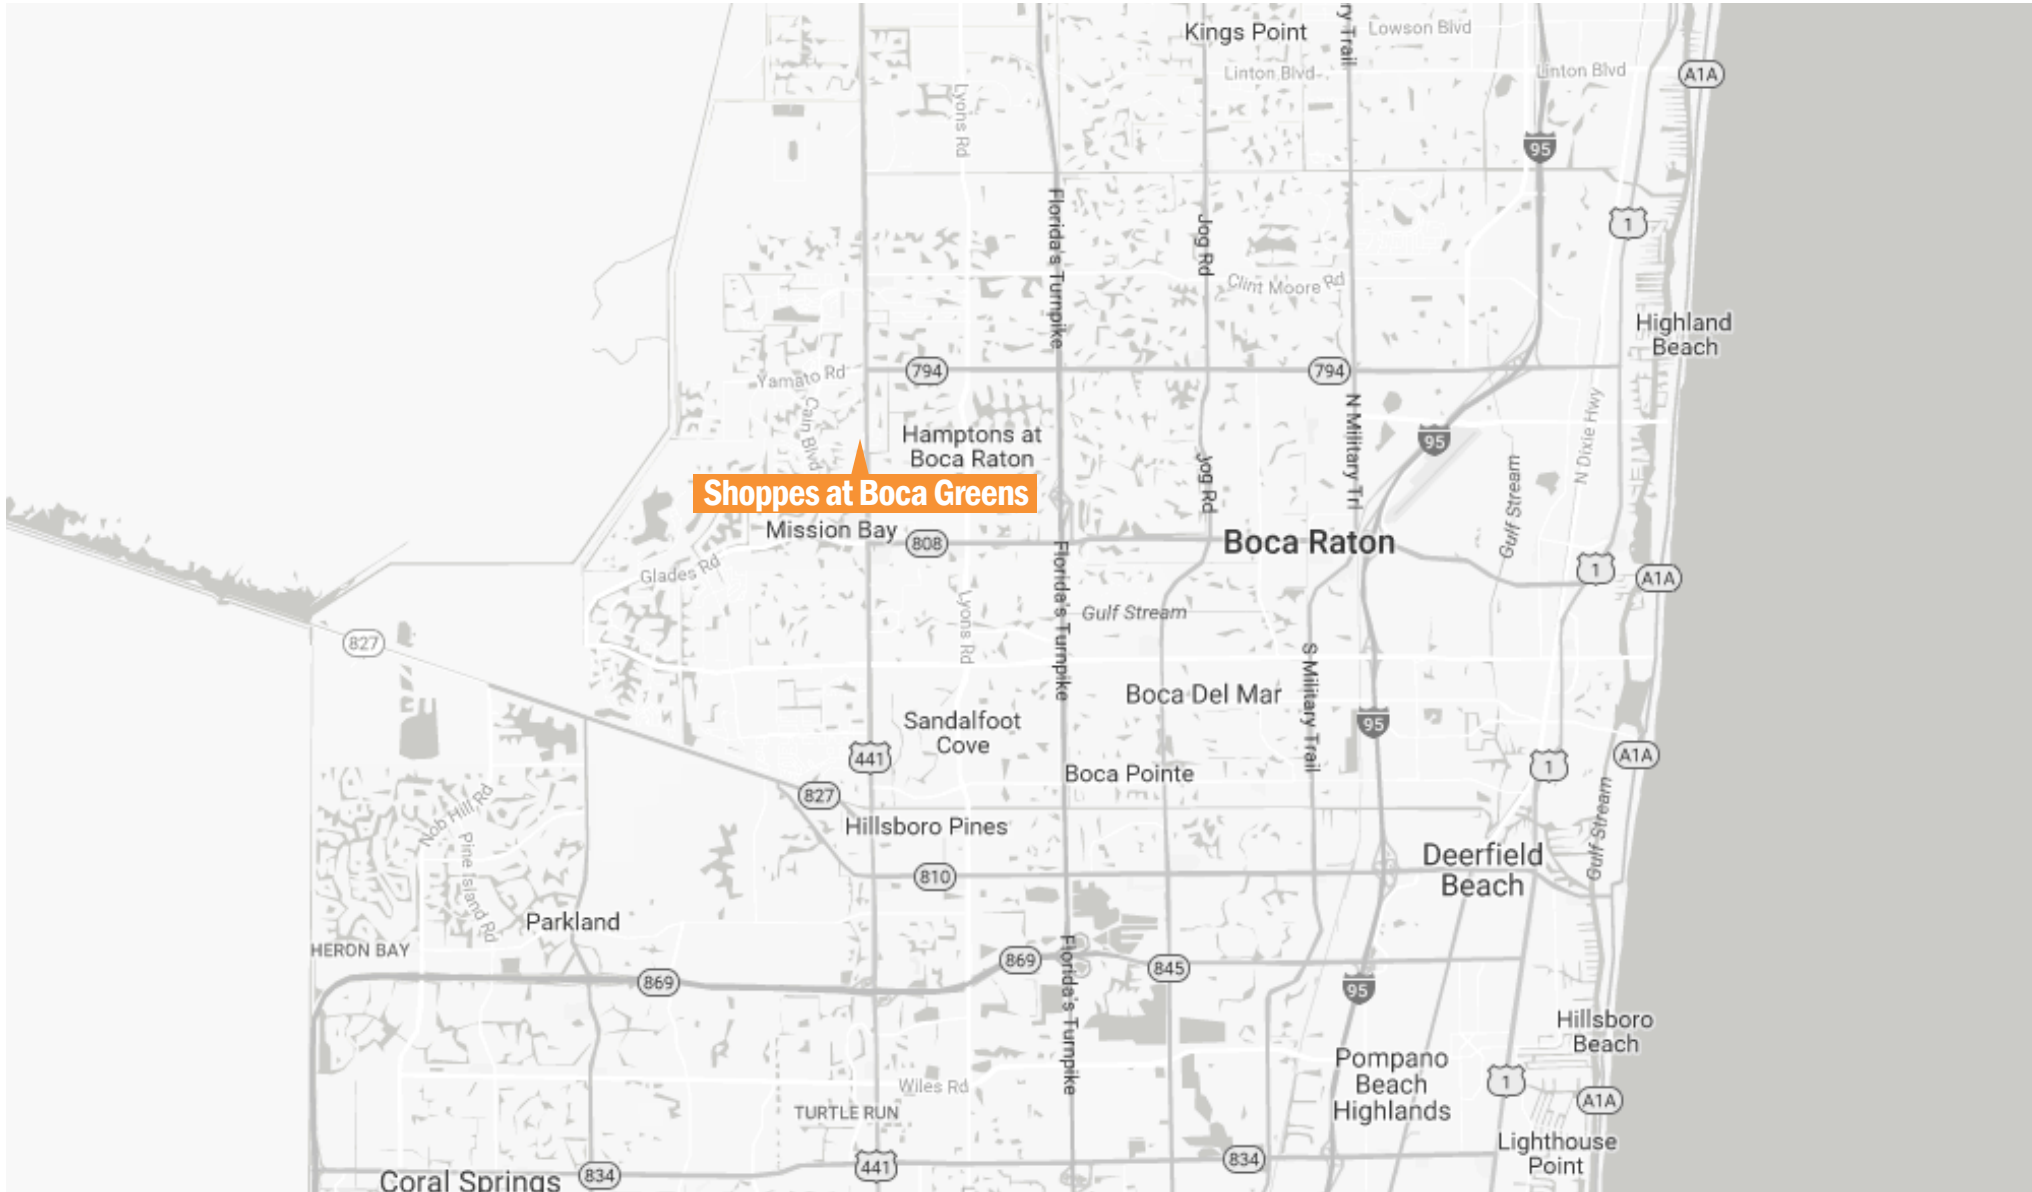 Kings Point
ry Trail
Lowson Blvd
Linton Blvd
Linton Blvd
A1A
Lyons Rd
95
Florida's Turnpike
Jog Rd
1
Clint Moore Rd
Highland
Beach
Yamato Rd
794
794
Cain Blvd
N Military Trl
N Dixie Hwy
Hamptons at
Boca Raton
95
Jog Rd
Gulf Stream
Shoppes at Boca Greens
Mission Bay
808
Boca Raton
Glades Rd
1
A1A
Florida's Turnpike
Lyons Rd
Gulf Stream
827
S Military Trail
Boca Del Mar
Sandalfoot
Cove
95
441
A1A
1
Boca Pointe
827
Gulf Stream
Nob Hill Rd
Hillsboro Pines
Pine Island Rd
Deerfield
Beach
810
Parkland
HERON BAY
869
869
845
Florida's Turnpike
95
Hillsboro
Beach
Pompano
Beach
Highlands
Wiles Rd
1
A1A
TURTLE RUN
Lighthouse
Point
441
834
834
Coral Springs